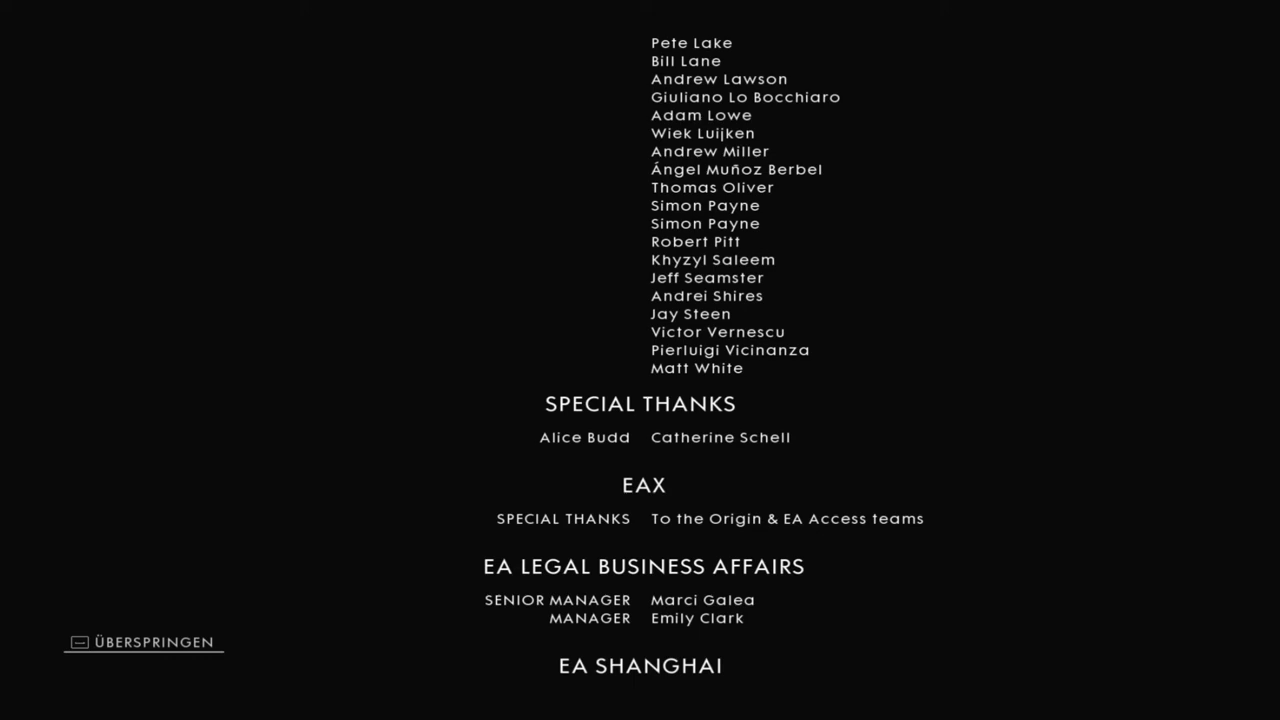 Pete Lake
Bill Lane
Andrew Lawson
Giuliano Lo Bocchiaro
Adam Lowe
Wiek Luijken
Andrew Miller
Ángel Muñoz Berbel
Thomas Oliver
Simon Payne
Simon Payne
Robert Pitt
Khyzyl Saleem
Jeff Seamster
Andrei Shires
Jay Steen
Victor Vernescu
Pierluigi Vicinanza
Matt White
SPECIAL THANKS
Alice Budd Catherine Schell
EAX
SPECIAL THANKS To the Origin & EA Access teams
EA LEGAL BUSINESS AFFAIRS
SENIOR MANAGER Marci Galea
MANAGER Emily Clark
ÜBERSPRINGEN
EA SHANGHAI